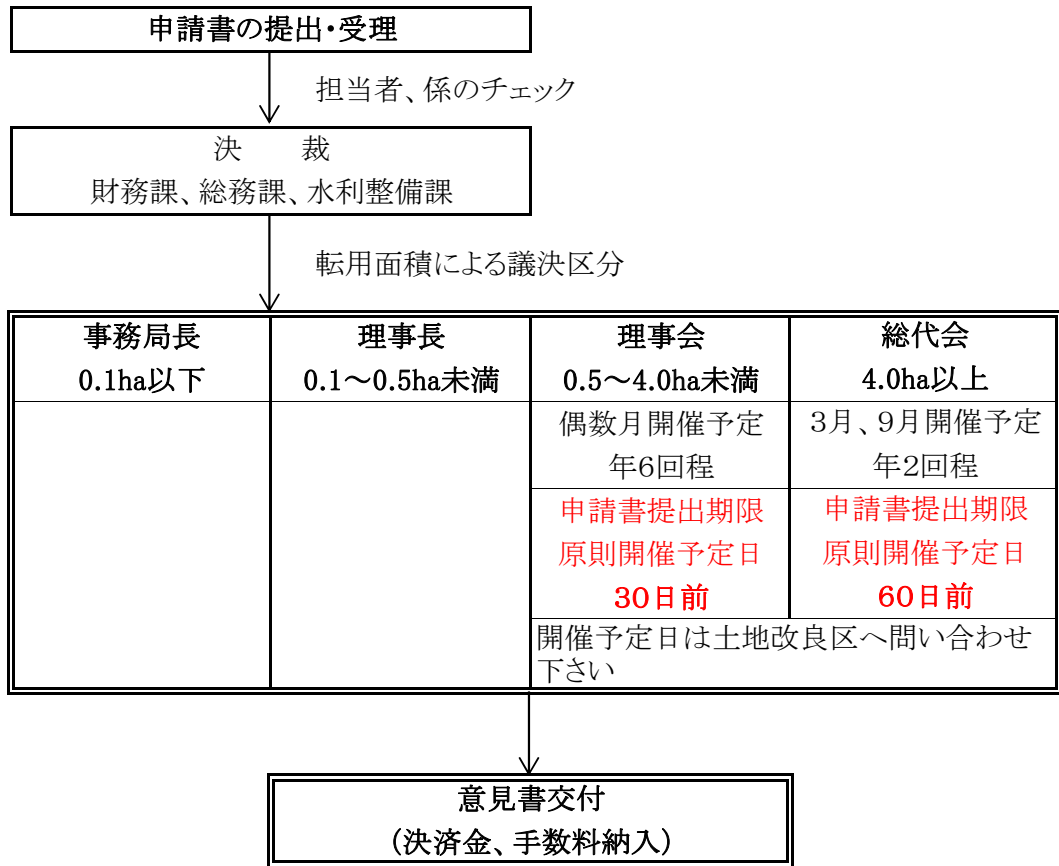 申請書の提出・受理
担当者、係のチェック
決　　裁
財務課、総務課、水利整備課
転用面積による議決区分
事務局長
0.1ha以下
理事長
0.1～0.5ha未満
理事会
0.5～4.0ha未満
総代会
4.0ha以上
偶数月開催予定
年6回程
3月、9月開催予定
年2回程
申請書提出期限
原則開催予定日
30日前
申請書提出期限
原則開催予定日
60日前
開催予定日は土地改良区へ問い合わせ
下さい
意見書交付
(決済金、手数料納入)